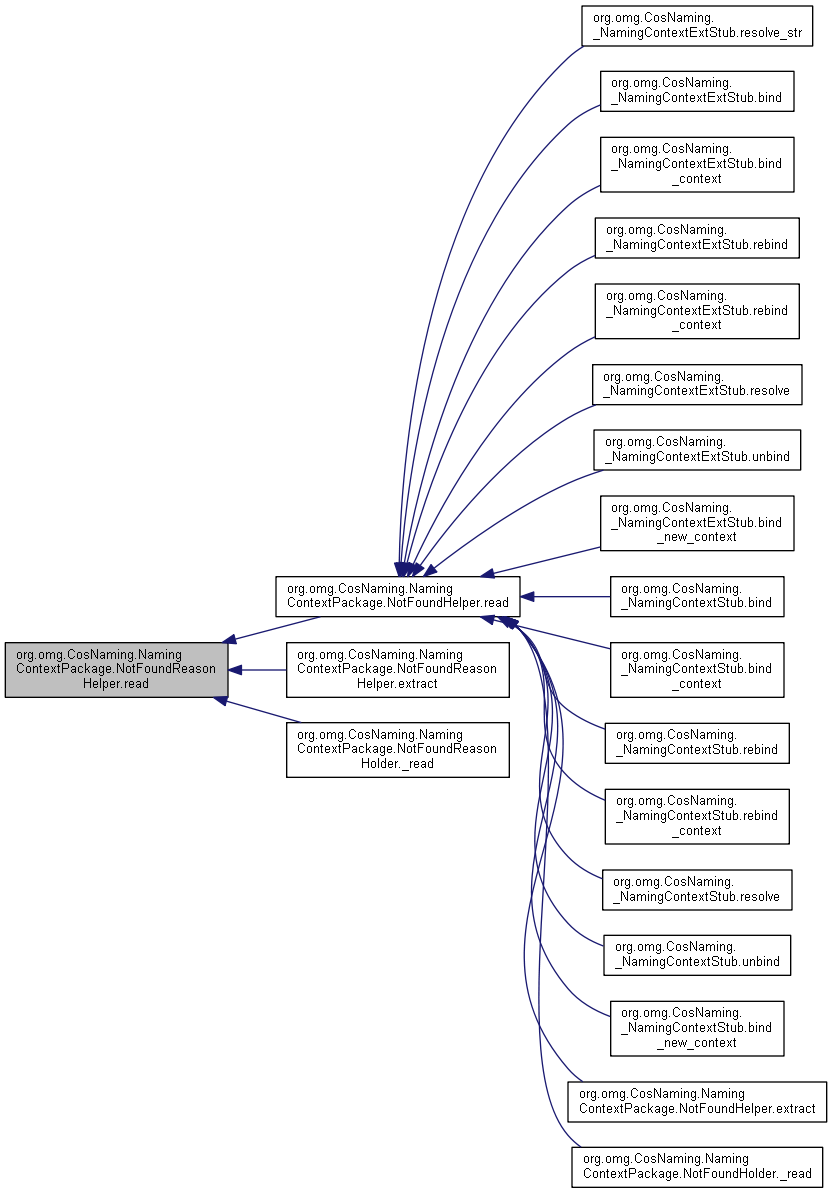 org.omg.CosNaming.
_NamingContextExtStub.resolve_str
org.omg.CosNaming.
_NamingContextExtStub.bind
org.omg.CosNaming.
_NamingContextExtStub.bind
_context
org.omg.CosNaming.
_NamingContextExtStub.rebind
org.omg.CosNaming.
_NamingContextExtStub.rebind
_context
org.omg.CosNaming.
_NamingContextExtStub.resolve
org.omg.CosNaming.
_NamingContextExtStub.unbind
org.omg.CosNaming.
_NamingContextExtStub.bind
_new_context
org.omg.CosNaming.Naming
ContextPackage.NotFoundHelper.read
org.omg.CosNaming.
_NamingContextStub.bind
org.omg.CosNaming.Naming
ContextPackage.NotFoundReason
Helper.read
org.omg.CosNaming.Naming
ContextPackage.NotFoundReason
Helper.extract
org.omg.CosNaming.
_NamingContextStub.bind
_context
org.omg.CosNaming.Naming
ContextPackage.NotFoundReason
Holder._read
org.omg.CosNaming.
_NamingContextStub.rebind
org.omg.CosNaming.
_NamingContextStub.rebind
_context
org.omg.CosNaming.
_NamingContextStub.resolve
org.omg.CosNaming.
_NamingContextStub.unbind
org.omg.CosNaming.
_NamingContextStub.bind
_new_context
org.omg.CosNaming.Naming
ContextPackage.NotFoundHelper.extract
org.omg.CosNaming.Naming
ContextPackage.NotFoundHolder._read